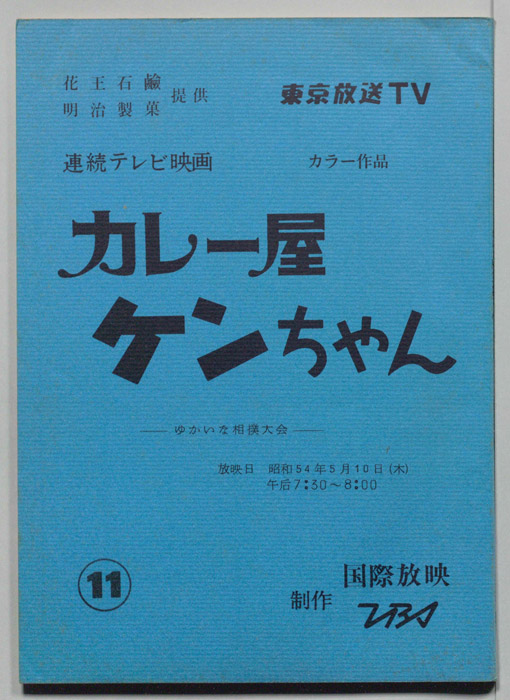 花王石鹼
明治製菓 提供
東京放送TV
連続テレビ映画 カラー作品
カレー屋
ケンちゃん
──ゆかいな相撲大会──
放映日 昭和54年5月10日(木)
午后7:30~8:00
11
国際放映
制作 TBS